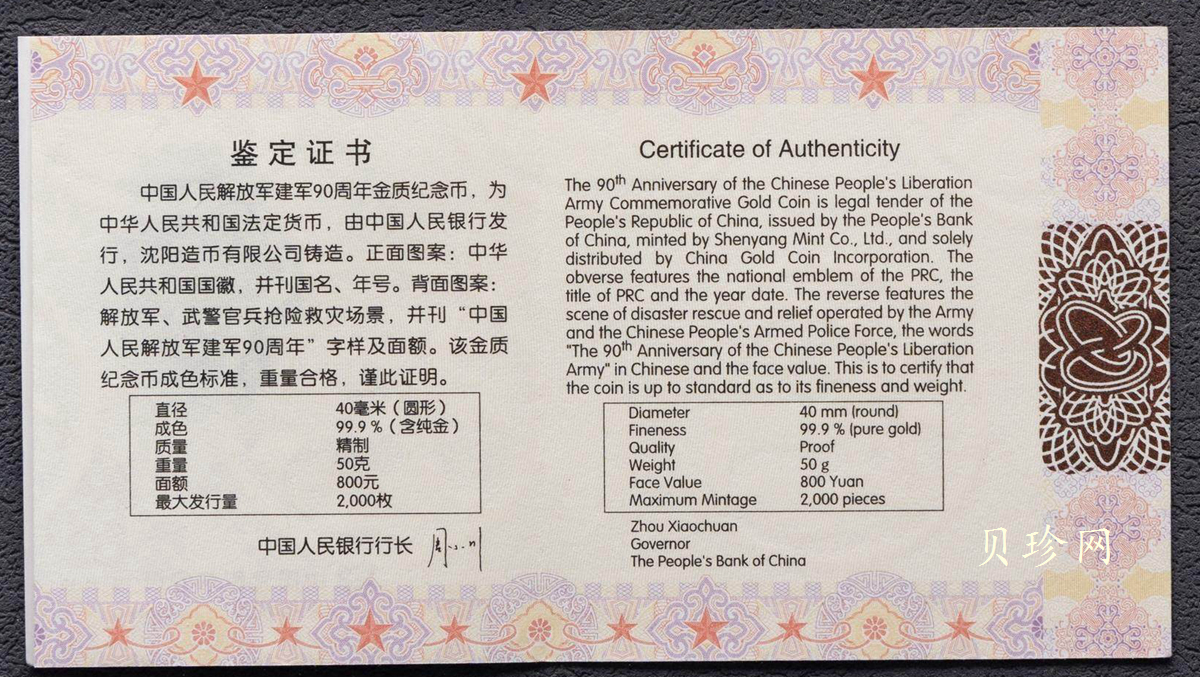 鉴定证书
中国人民解放军建军90周年金质纪念币，为
中华人民共和国法定货币，由中国人民银行发
行，沈阳造币有限公司铸造。正面图案：中华
人民共和国国徽，并刊国名、年号。背面图案：
解放军、武警官兵抢险救灾场景，并刊“中国
人民解放军建军90周年”字样及面额。该金质
纪念币成色标准，重量合格，谨此证明。
直径 40毫米（圆形）
成色 99.9％（含纯金）
质量 精制
重量 50克
面额 800元
最大发行量 2,000枚
中国人民银行行长 周小川
Certificate of Authenticity
The 90th Anniversary of the Chinese People's Liberation
Army Commemorative Gold Coin is legal tender of the
People's Republic of China, issued by the People's Bank
of China, minted by Shenyang Mint Co., Ltd., and solely
distributed by China Gold Coin Incorporation. The
obverse features the national emblem of the PRC, the
title of PRC and the year date. The reverse features the
scene of disaster rescue and relief operated by the Army
and the Chinese People's Armed Police Force, the words
"The 90th Anniversary of the Chinese People's Liberation
Army" in Chinese and the face value. This is to certify that
the coin is up to standard as to its fineness and weight.
Diameter 40 mm (round)
Fineness 99.9 % (pure gold)
Quality Proof
Weight 50 g
Face Value 800 Yuan
Maximum Mintage 2,000 pieces
Zhou Xiaochuan
Governor
The People's Bank of China
贝珍网